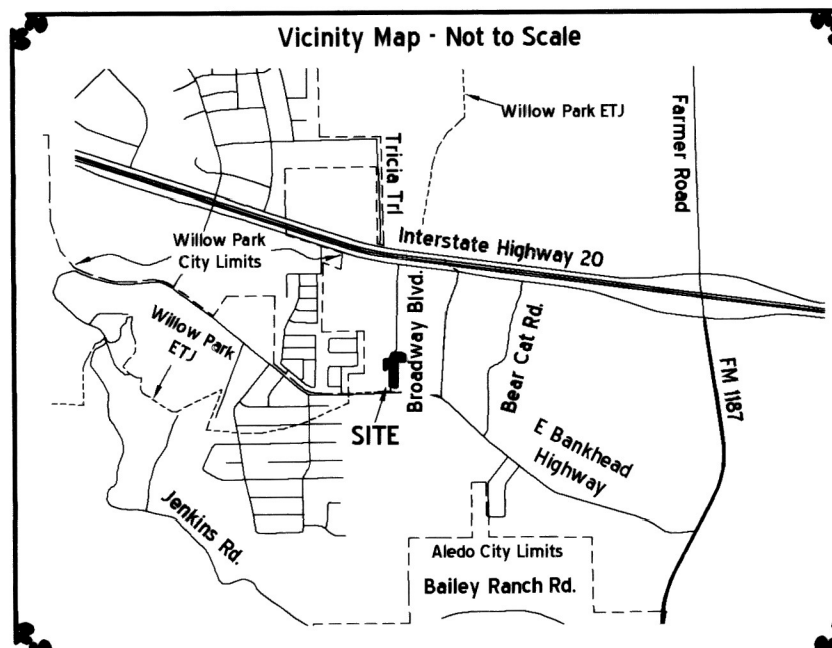 Vicinity Map - Not to Scale
Willow Park ETJ
Farmer Road
Tricia Trl
Interstate Highway 20
Willow Park
City Limits
Broadway Blvd.
Bear Cat Rd.
Willow Park
ETJ
FM 1187
SITE
E Bankhead
Highway
Jenkins Rd.
Aledo City Limits
Bailey Ranch Rd.